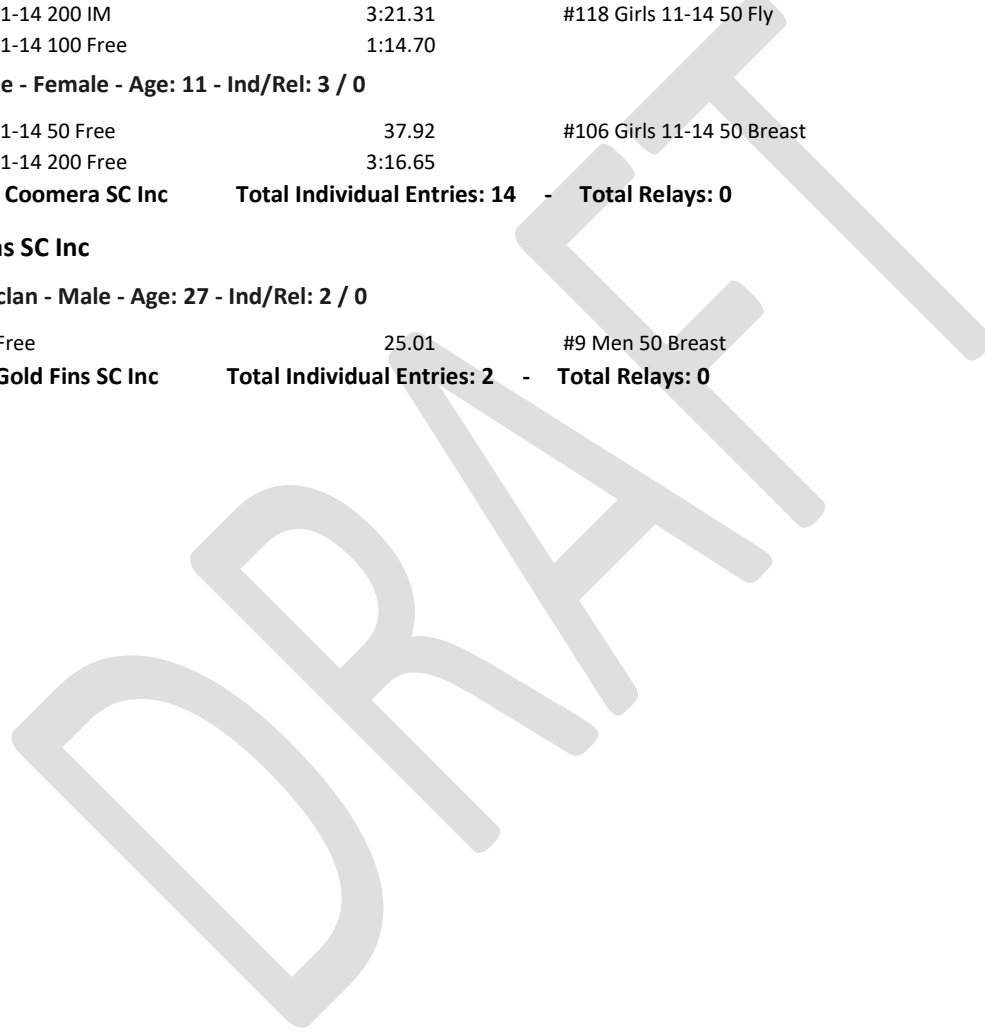 1-14 200 IM 3:21.31 #118 Girls 11-14 50 Fly
1-14 100 Free 1:14.70
e - Female - Age: 11 - Ind/Rel: 3 / 0
1-14 50 Free 37.92 #106 Girls 11-14 50 Breast
1-14 200 Free 3:16.65
Coomera SC Inc Total Individual Entries: 14 - Total Relays: 0
s SC Inc
clan - Male - Age: 27 - Ind/Rel: 2 / 0
Free 25.01 #9 Men 50 Breast
Gold Fins SC Inc Total Individual Entries: 2 - Total Relays: 0
DRAFT